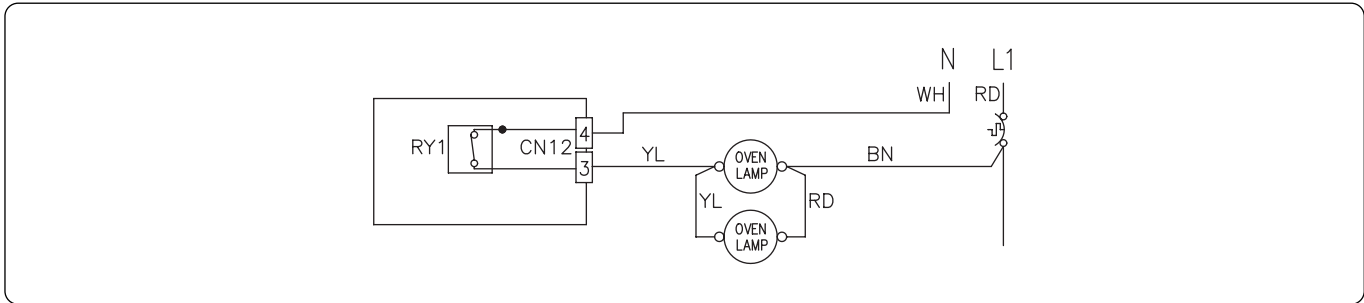 N L1
WH RD
4
RY1 CN12
3
YL OVEN LAMP BN
YL RD
OVEN LAMP